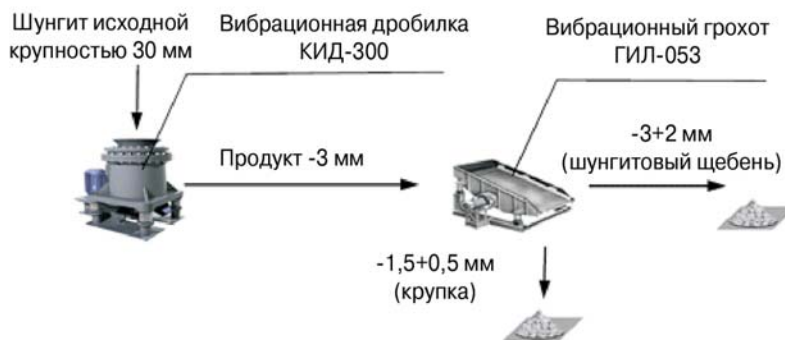 Шунгит исходной
крупностью 30 мм
Вибрационная дробилка
КИД-300
Вибрационный грохот
ГИЛ-053
Продукт -3 мм
-3+2 мм
(шунгитовый щебень)
-1,5+0,5 мм
(крупка)